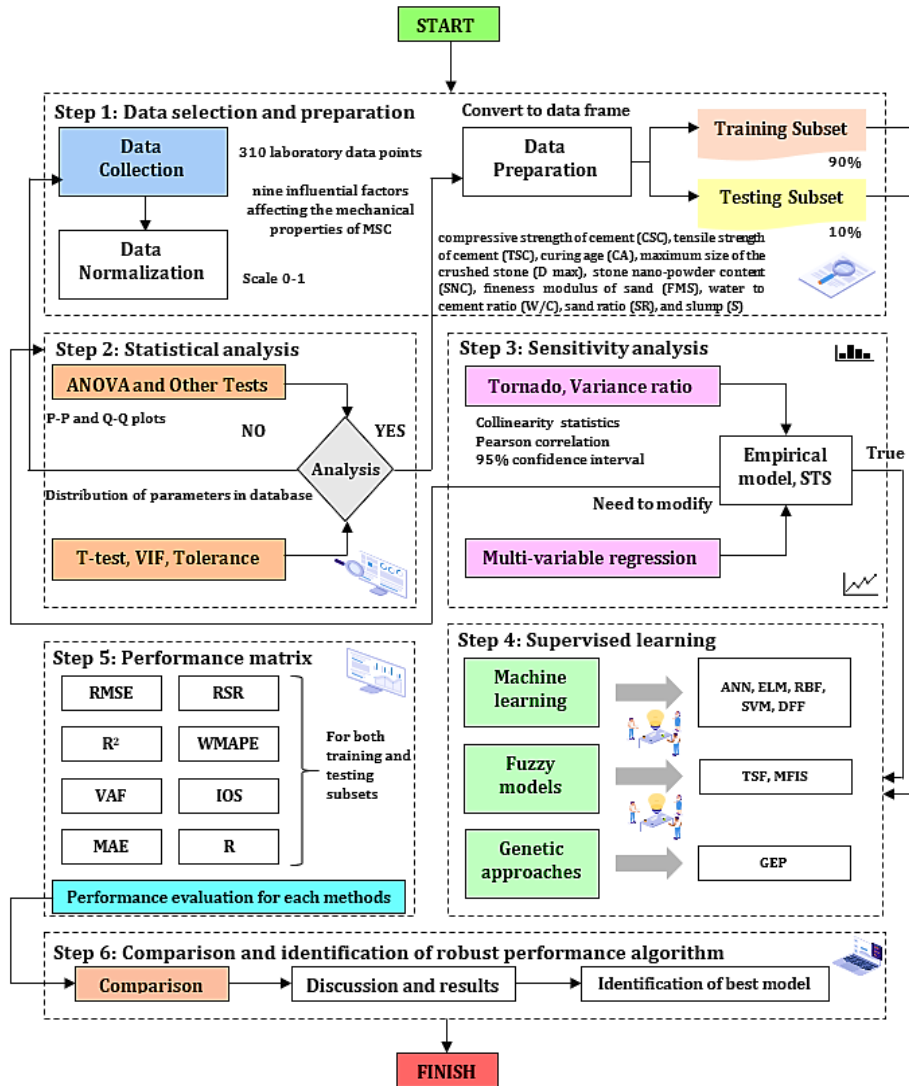 START
Step 1: Data selection and preparation
Data
Collection
310 laboratory data points
nine influential factors
affecting the mechanical
properties of MSC
Data
Normalization
Scale 0-1
Convert to data frame
Data
Preparation
Training Subset
90%
Testing Subset
10%
compressive strength of cement (CSC), tensile strength
of cement (TSC), curing age (CA), maximum size of the
crushed stone (D max), stone nano-powder content
(SNC), fineness modulus of sand (FMS), water to
cement ratio (W/C), sand ratio (SR), and slump (S)
Step 2: Statistical analysis
ANOVA and Other Tests
P-P and Q-Q plots
NO
YES
Analysis
Distribution of parameters in database
T-test, VIF, Tolerance
Step 3: Sensitivity analysis
Tornado, Variance ratio
Collinearity statistics
Pearson correlation
95% confidence interval
Empirical
model, STS
True
Need to modify
Multi-variable regression
Step 4: Supervised learning
Machine
learning
ANN, ELM, RBF,
SVM, DFF
Fuzzy
models
TSF, MFIS
Genetic
approaches
GEP
Step 5: Performance matrix
RMSE
RSR
R²
WMAPE
VAF
IOS
MAE
R
For both
training and
testing
subsets
Performance evaluation for each methods
Step 6: Comparison and identification of robust performance algorithm
Comparison
Discussion and results
Identification of best model
FINISH